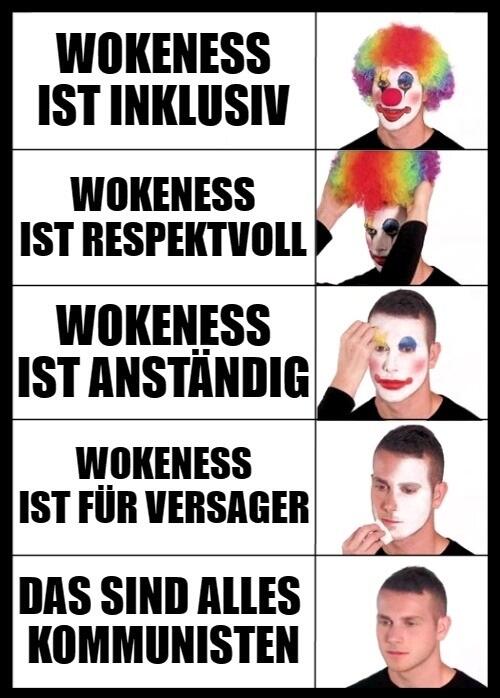 WOKENESS
IST INKLUSIV
WOKENESS
IST RESPEKTVOLL
WOKENESS
IST ANSTÄNDIG
WOKENESS
IST FÜR VERSAGER
DAS SIND ALLES
KOMMUNISTEN